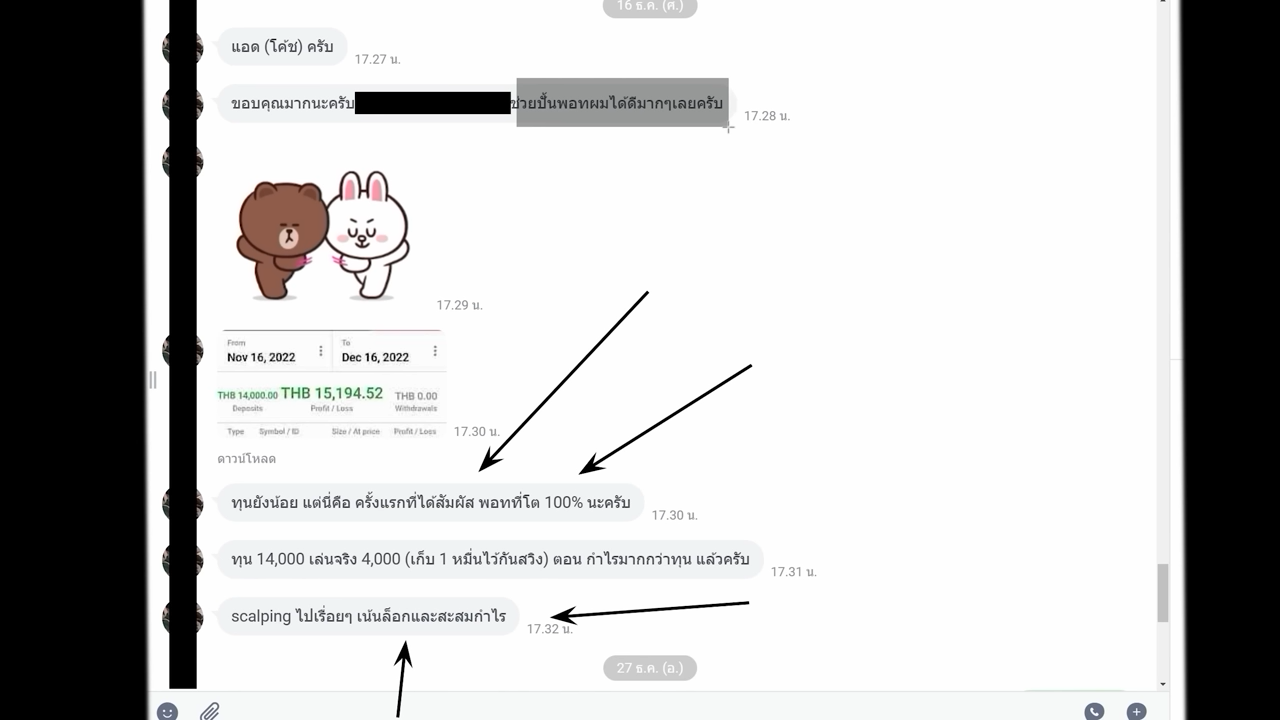 16 ธ.ค. (ศ.)
แอด (โค้ช) ครับ
17.27 น.
ขอบคุณมากนะครับ ช่วยปั้นพอทผมได้ดีมากๆเลยครับ
17.28 น.
17.29 น.
From To
Nov 16, 2022 Dec 16, 2022
THB 14,000.00 THB 15,194.52 THB 0.00
Deposits Profit / Loss Withdrawals
Type Symbol / ID Size / At price Profit / Loss
17.30 น.
ดาวน์โหลด
ทุนยังน้อย แต่นี่คือ ครั้งแรกที่ได้สัมผัส พอทที่โต 100% นะครับ
17.30 น.
ทุน 14,000 เล่นจริง 4,000 (เก็บ 1 หมื่นไว้กันสวิง) ตอน กำไรมากกว่าทุน แล้วครับ
17.31 น.
scalping ไปเรื่อยๆ เน้นล็อกและสะสมกำไร
17.32 น.
27 ธ.ค. (อ.)